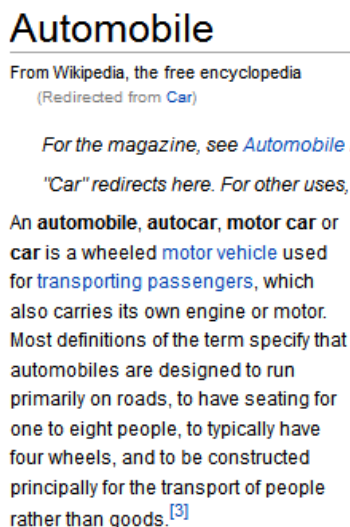 Automobile
From Wikipedia, the free encyclopedia
(Redirected from Car)
For the magazine, see Automobile
"Car" redirects here. For other uses,
An automobile, autocar, motor car or
car is a wheeled motor vehicle used
for transporting passengers, which
also carries its own engine or motor.
Most definitions of the term specify that
automobiles are designed to run
primarily on roads, to have seating for
one to eight people, to typically have
four wheels, and to be constructed
principally for the transport of people
rather than goods.[3]